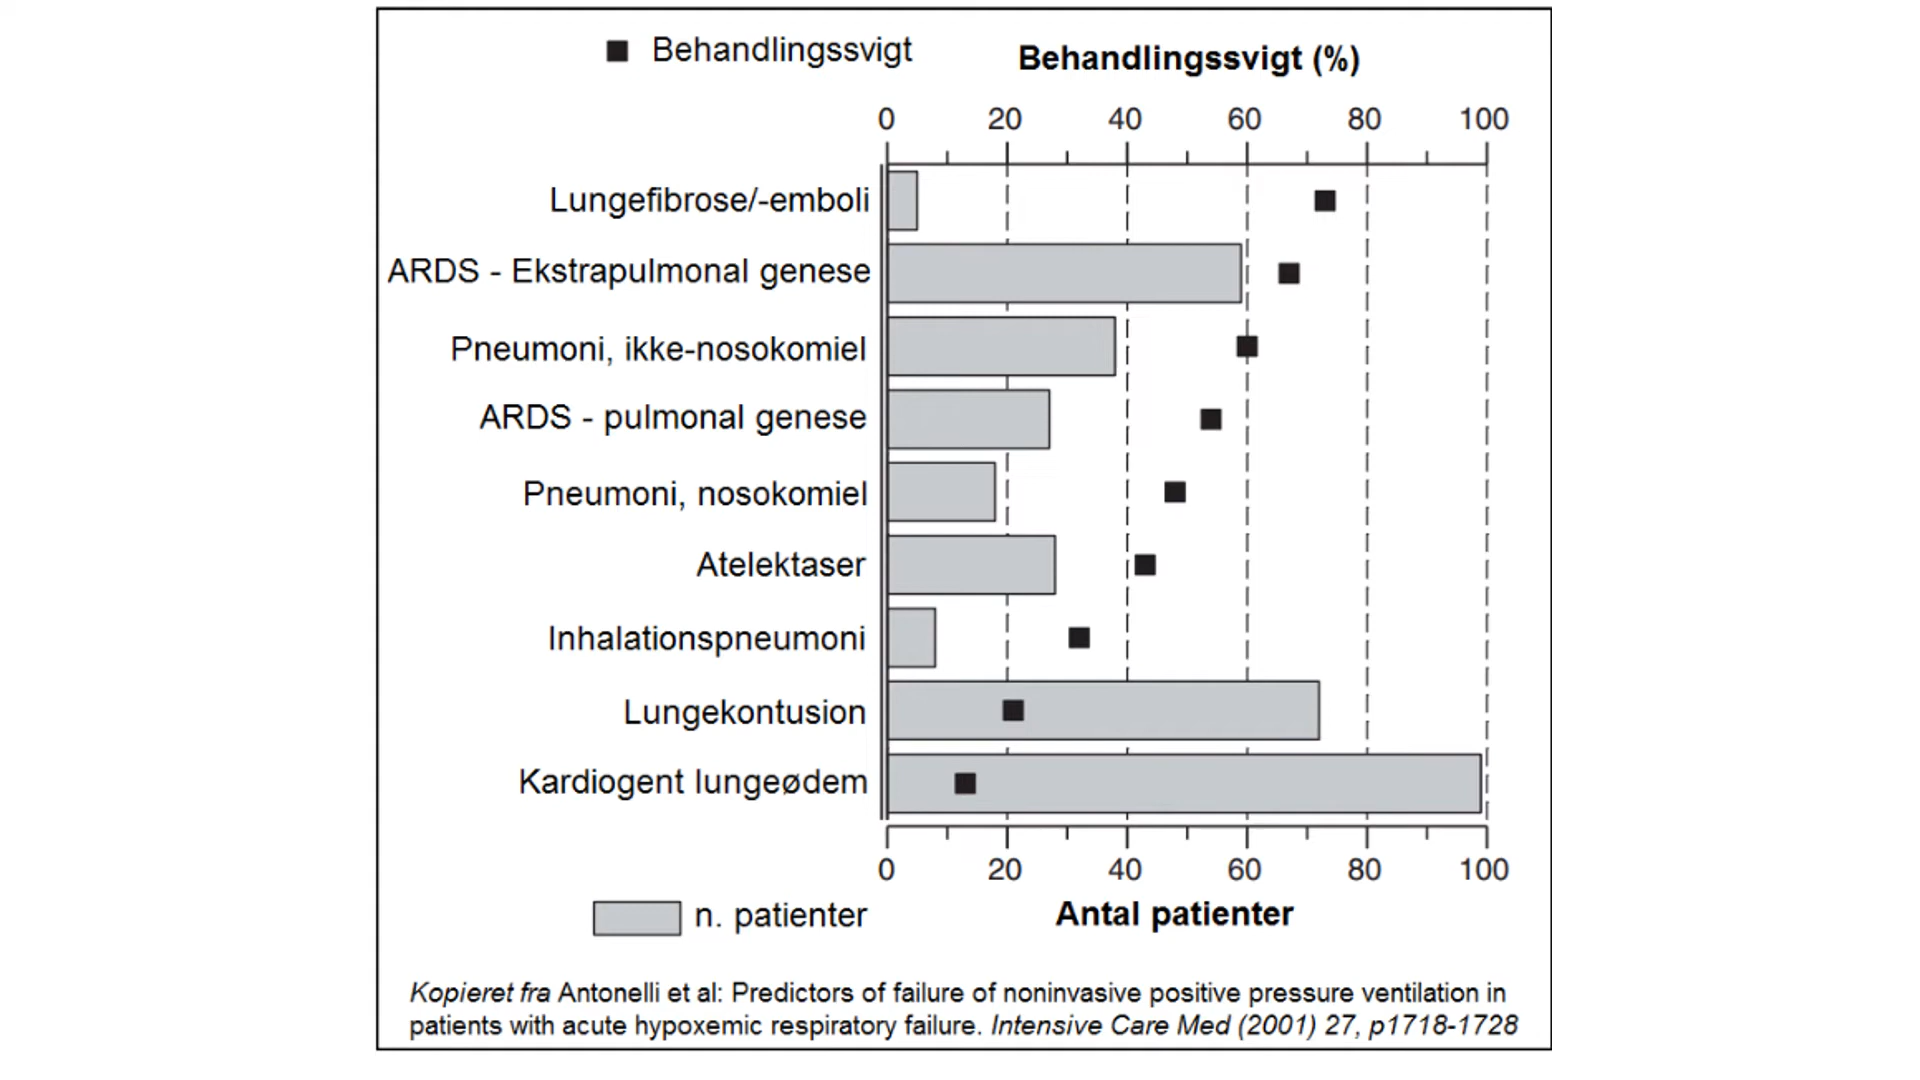 Behandlingssvigt
Behandlingssvigt (%)
0 20 40 60 80 100
Lungefibrose/-emboli
ARDS - Ekstrapulmonal genese
Pneumoni, ikke-nosokomiel
ARDS - pulmonal genese
Pneumoni, nosokomiel
Atelektaser
Inhalationspneumoni
Lungekontusion
Kardiogent lungeødem
0 20 40 60 80 100
n. patienter
Antal patienter
Kopieret fra Antonelli et al: Predictors of failure of noninvasive positive pressure ventilation in
patients with acute hypoxemic respiratory failure. Intensive Care Med (2001) 27, p1718-1728